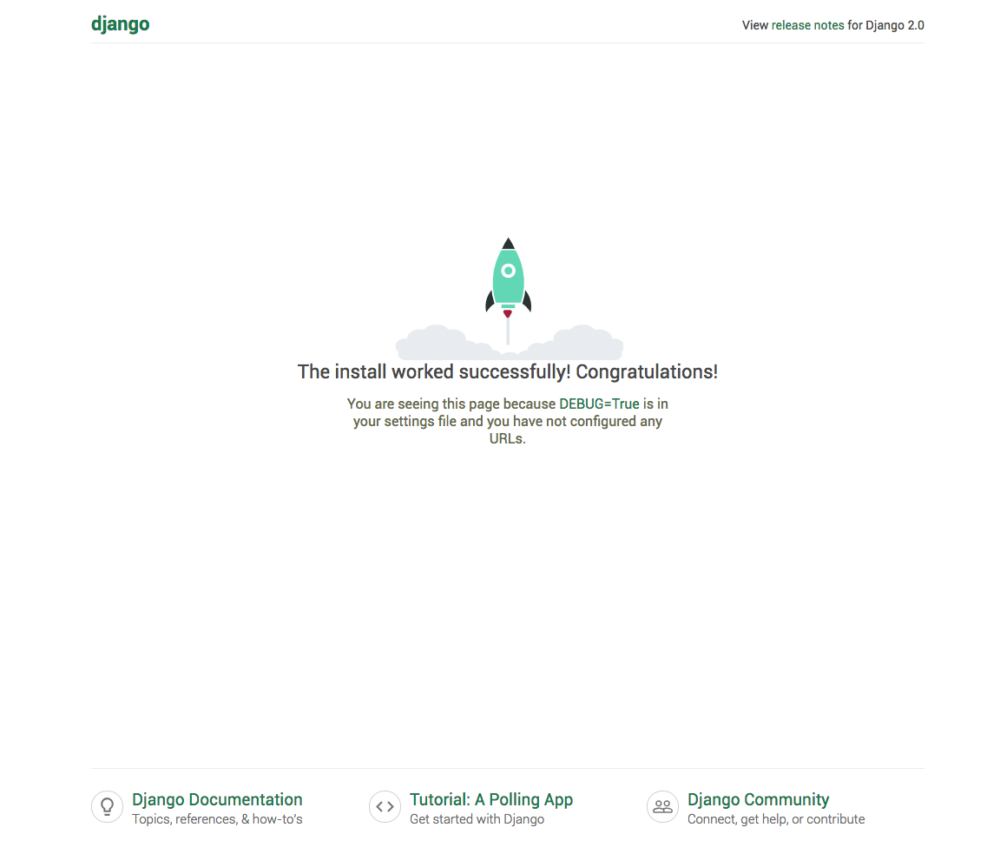 django
View release notes for Django 2.0
The install worked successfully! Congratulations!
You are seeing this page because DEBUG=True is in
your settings file and you have not configured any
URLs.
Django Documentation
Topics, references, & how-to's
Tutorial: A Polling App
Get started with Django
Django Community
Connect, get help, or contribute